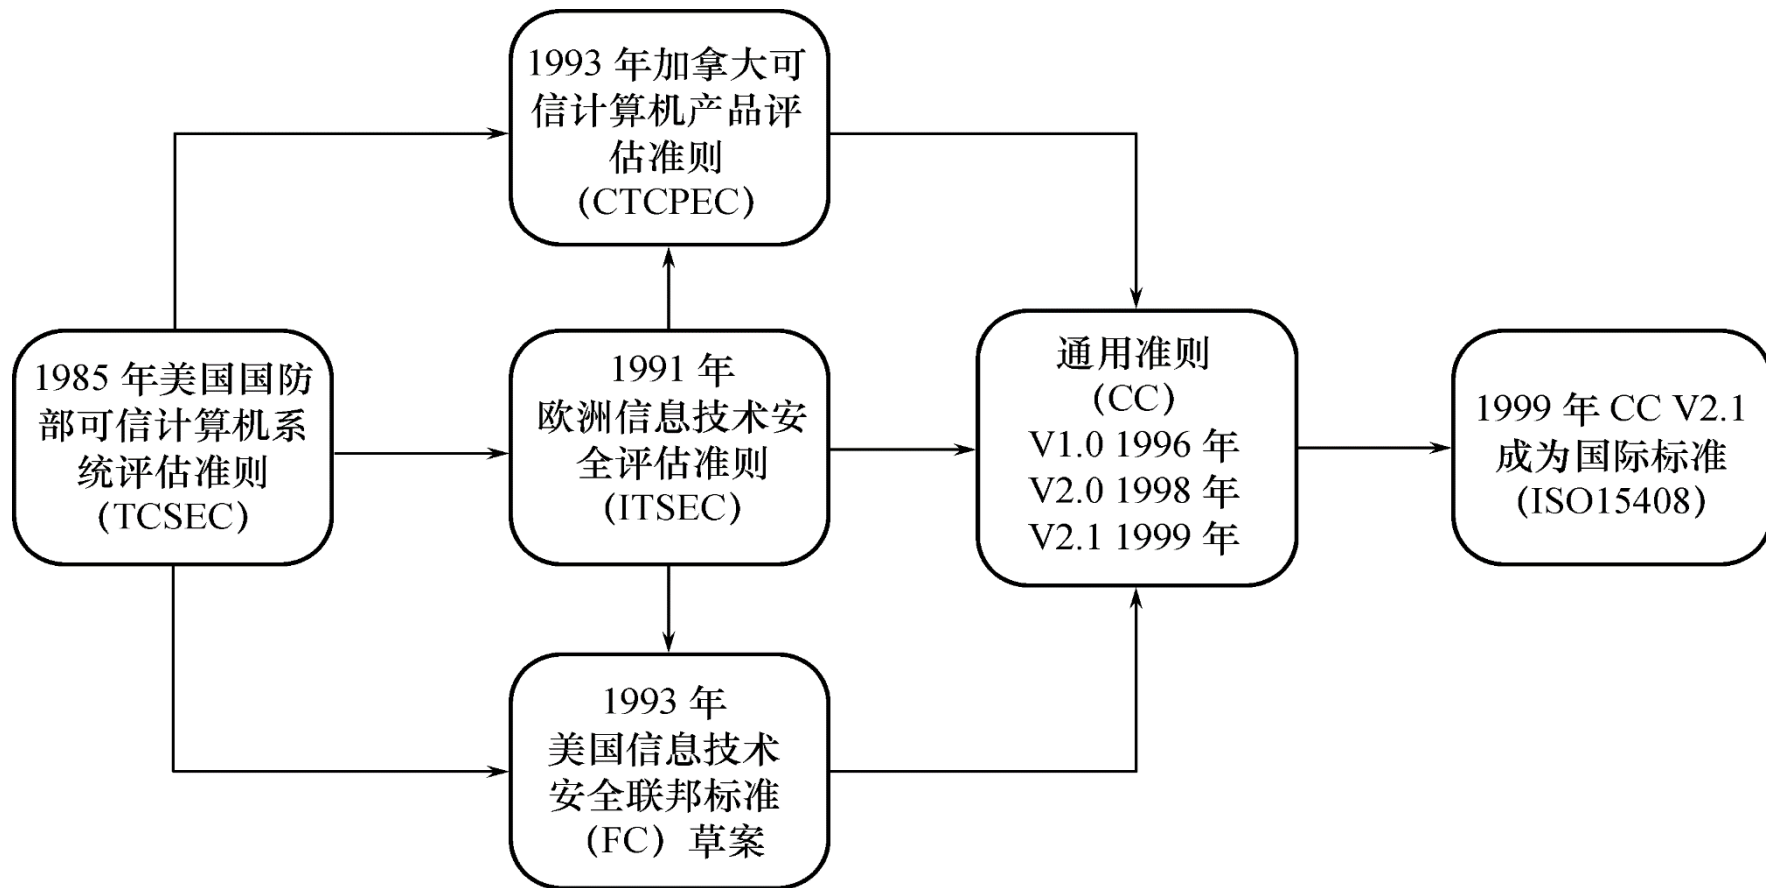 1993 年加拿大可
信计算机产品评
估准则
(CTCPEC)
1985 年美国国防
部可信计算机系
统评估准则
(TCSEC)
1991 年
欧洲信息技术安
全评估准则
(ITSEC)
1993 年
美国信息技术
安全联邦标准
(FC) 草案
通用准则
(CC)
V1.0 1996 年
V2.0 1998 年
V2.1 1999 年
1999 年 CC V2.1
成为国际标准
(ISO15408)